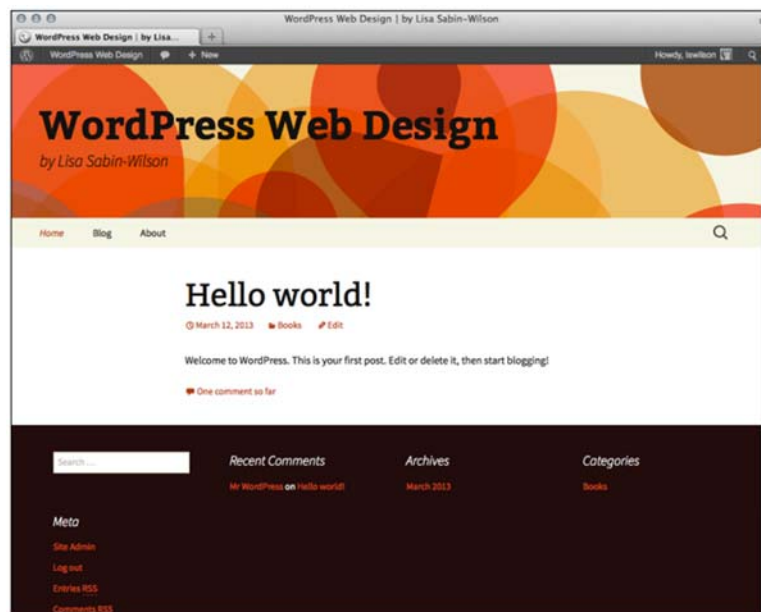 WordPress Web Design | by Lisa Sabin-Wilson
WordPress Web Design | by Lisa...
WordPress Web Design + New Howdy, lswilson
WordPress Web Design
by Lisa Sabin-Wilson
Home Blog About
Hello world!
March 12, 2013 Books Edit
Welcome to WordPress. This is your first post. Edit or delete it, then start blogging!
One comment so far
Search ...
Recent Comments
Mr WordPress on Hello world!
Archives
March 2013
Categories
Books
Meta
Site Admin
Log out
Entries RSS
Comments RSS